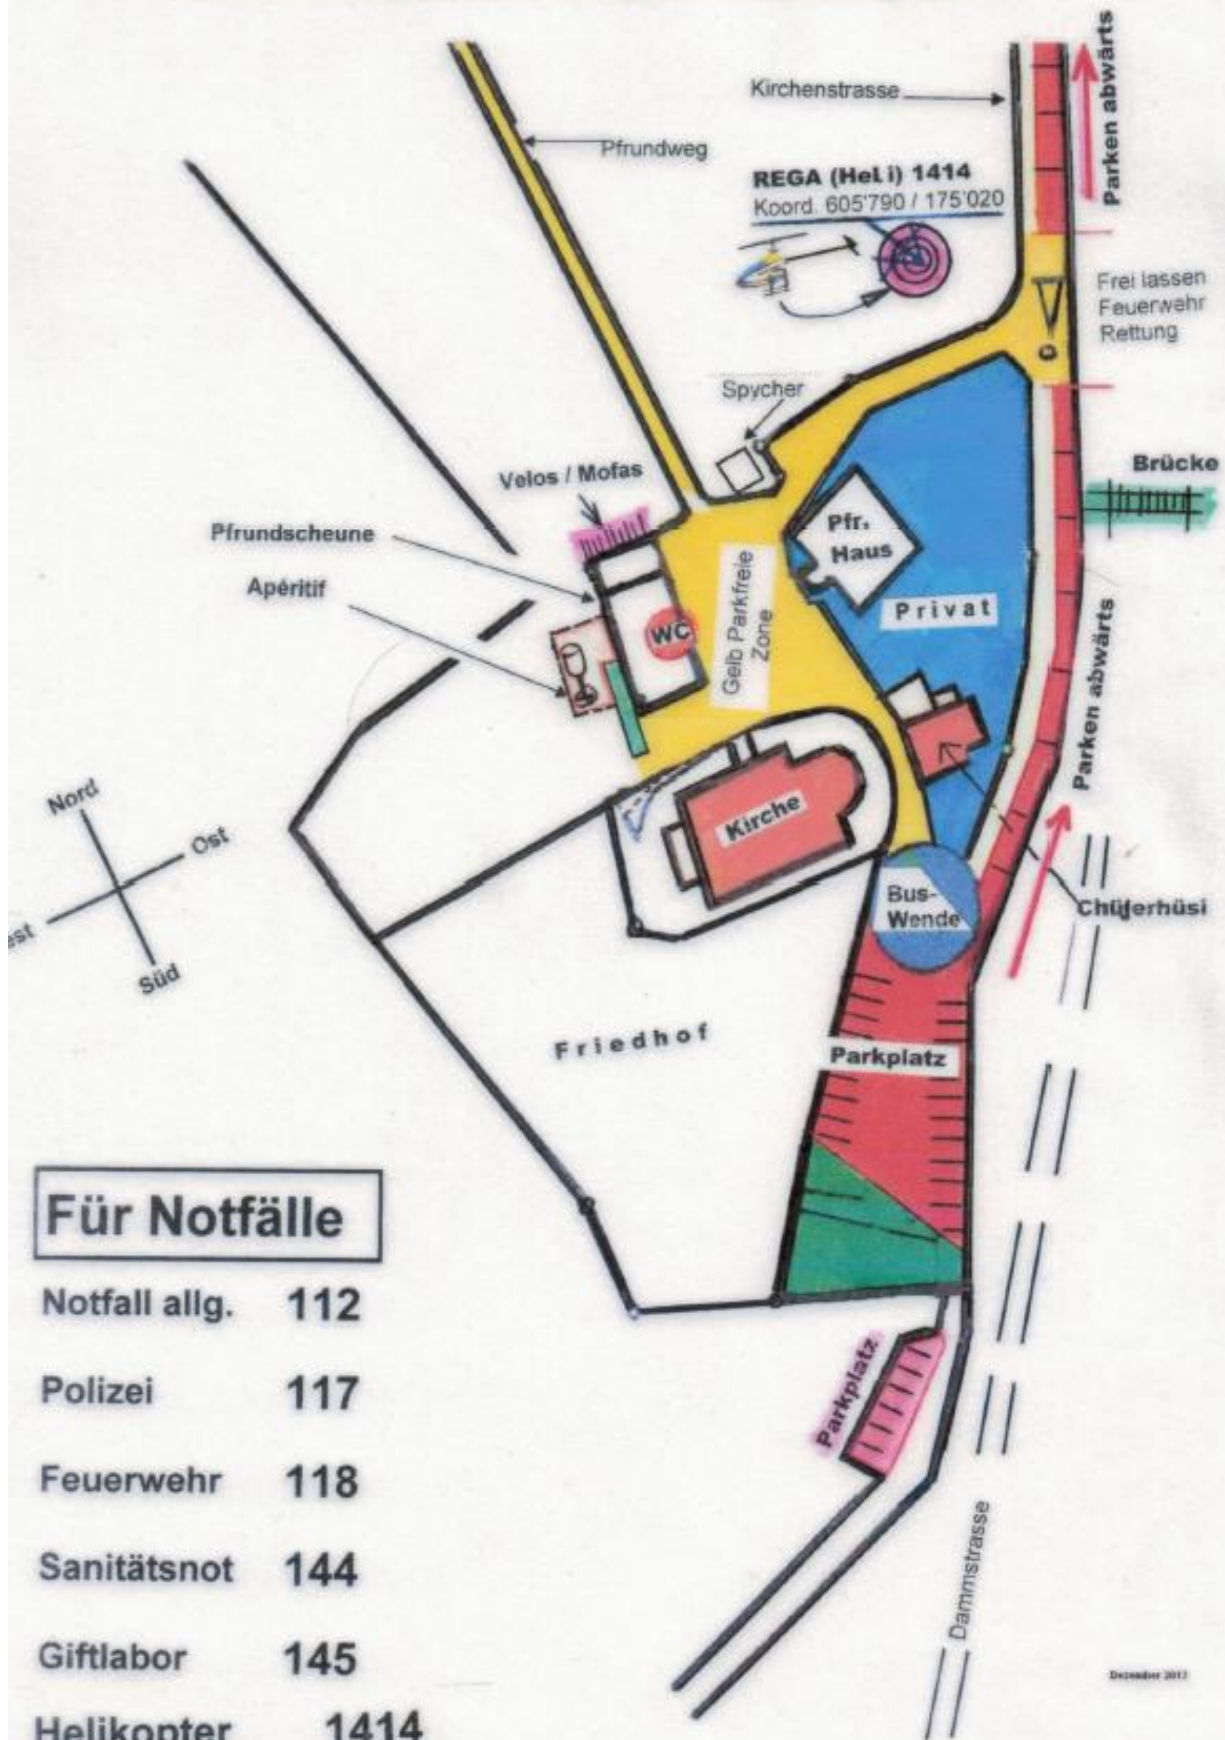 Parken abwärts
Kirchenstrasse
Pfrundweg
REGA (Heli) 1414
Koord. 605'790 / 175'020
Frei lassen
Feuerwehr
Rettung
Spycher
Velos / Mofas
Brücke
Pfrundscheune
Pfr.
Haus
Apéritif
Gelb Parkfreie
Zone
Privat
WC
Parken abwärts
Nord
Ost
est
Süd
Kirche
Bus-
Wende
Chüferhüsi
Friedhof
Parkplatz
Für Notfälle
Notfall allg. 112
Polizei 117
Parkplatz
Feuerwehr 118
Sanitätsnot 144
Dammstrasse
Giftlabor 145
Helikopter 1414